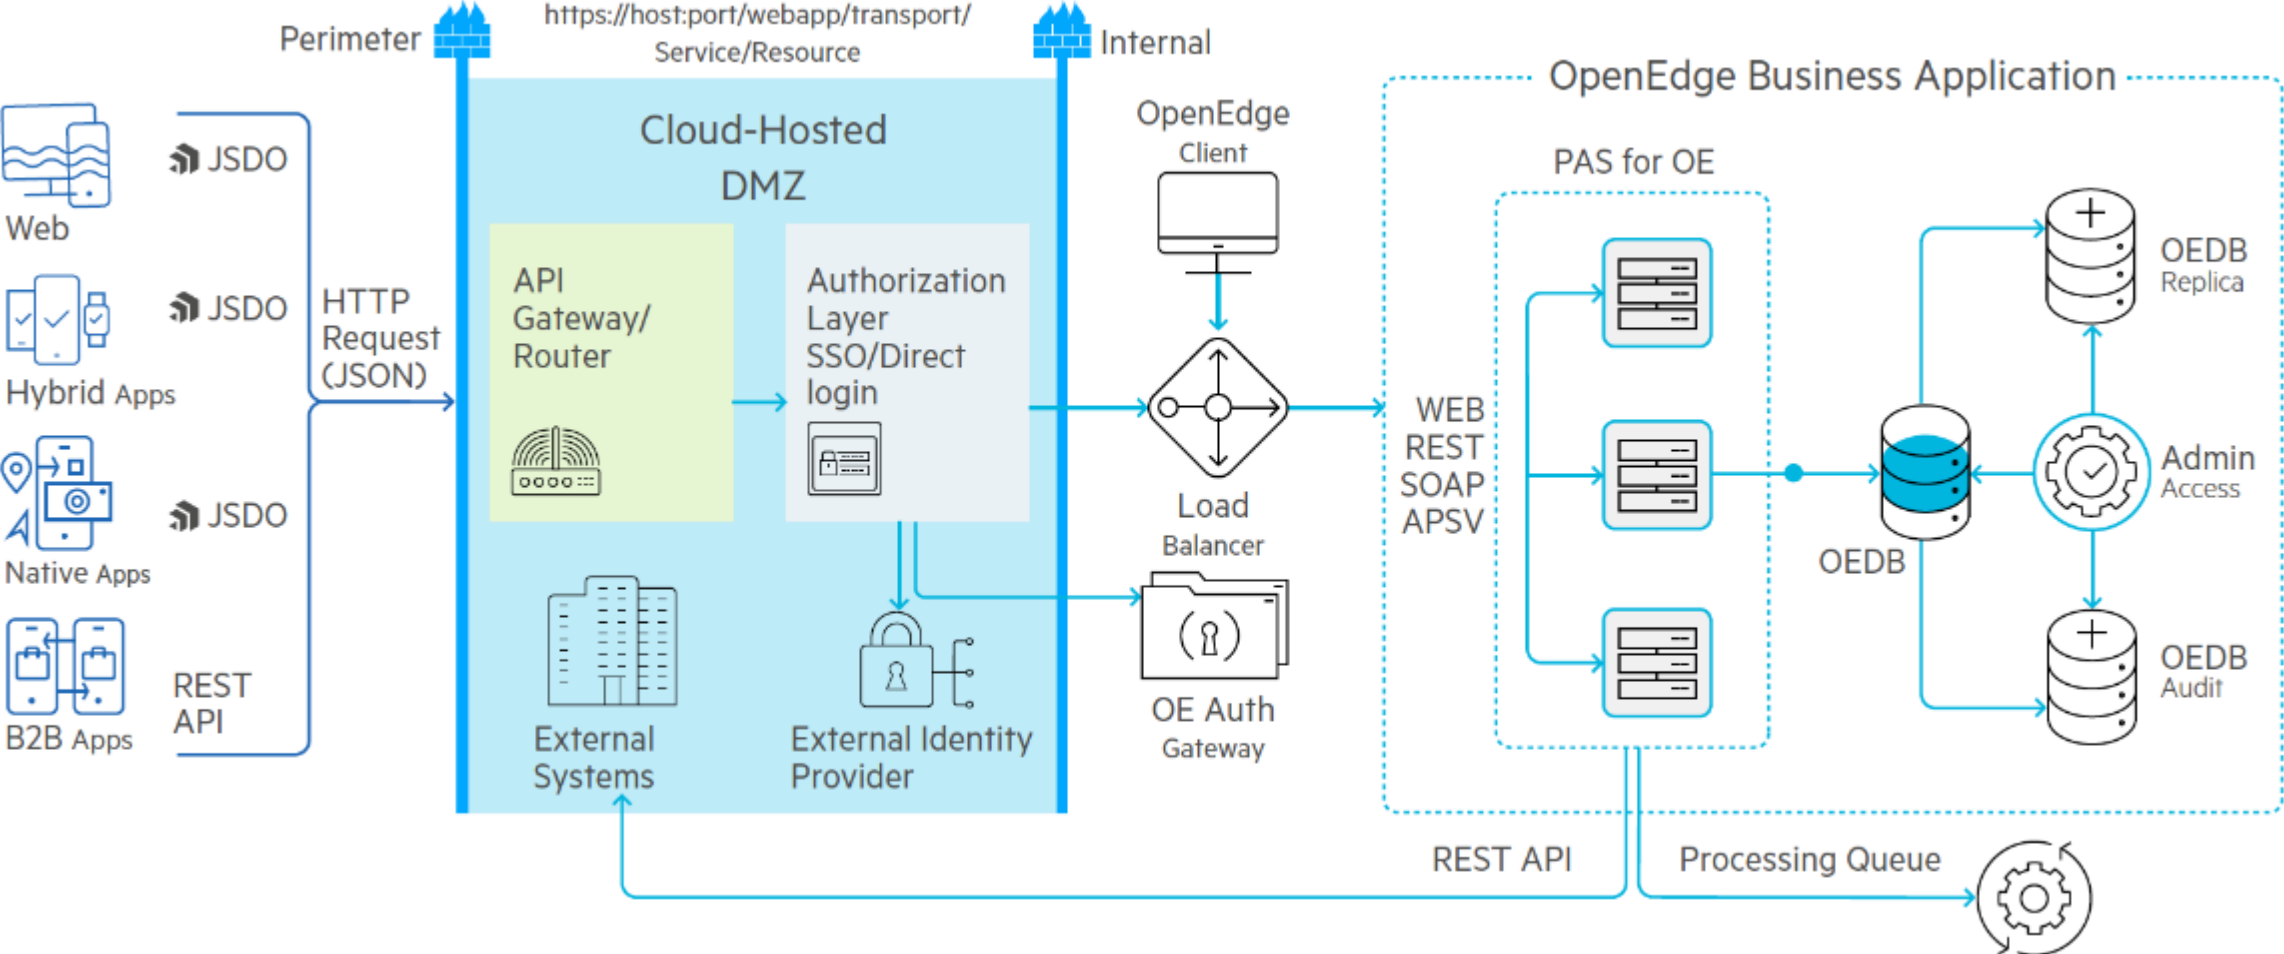 https://host:port/webapp/transport/
Service/Resource
Perimeter
Internal
Web
JSDO
Hybrid Apps
JSDO
Native Apps
JSDO
B2B Apps
REST
API
HTTP
Request
(JSON)
Cloud-Hosted
DMZ
API
Gateway/
Router
Authorization
Layer
SSO/Direct
login
External
Systems
External Identity
Provider
OpenEdge
Client
Load
Balancer
OE Auth
Gateway
OpenEdge Business Application
PAS for OE
WEB
REST
SOAP
APSV
OEDB
OEDB
Replica
Admin
Access
OEDB
Audit
REST API
Processing Queue